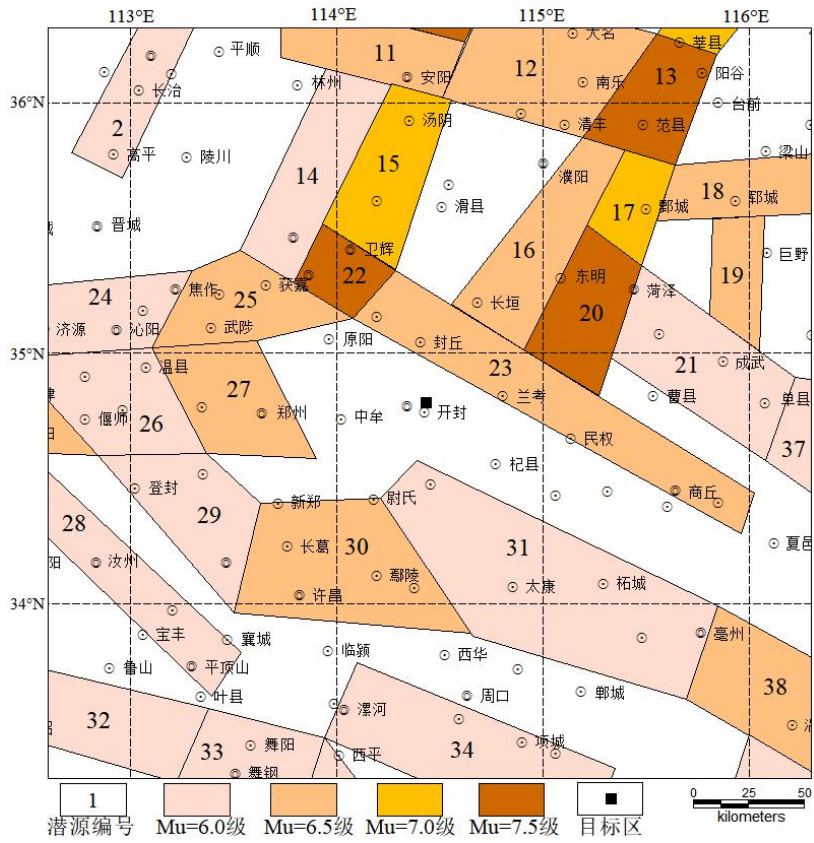 113°E 114°E 115°E 116°E
大名 莘县
平顺 11 12 13
林州 安阳 南乐 阳谷
长治
36°N 台前
汤阴 清丰 范县
2
高平 陵川 15 梁山
14 濮阳
滑县 17 鄄城 18 郓城
晋城 卫辉 16 巨野
22 19
24 焦作 25 获嘉 东明 菏泽
长垣 20
济源 沁阳 武陟 原阳 封丘
35°N
温县 23 21 成武
27 兰考 曹县 单县
偃师 26 郑州 中牟 开封
民权 37
杞县
登封 商丘
新郑 尉氏
28 29
夏邑
汝州 长葛 30 31
鄢陵 太康 柘城
许昌
34°N
宝丰 襄城 临颍 亳州
西华
鲁山 平顶山 38
叶县 周口 郸城
32 漯河
33 舞阳 34 项城
西平
舞钢
1 0 25 50
kilometers
潜源编号 Mu=6.0级 Mu=6.5级 Mu=7.0级 Mu=7.5级 目标区